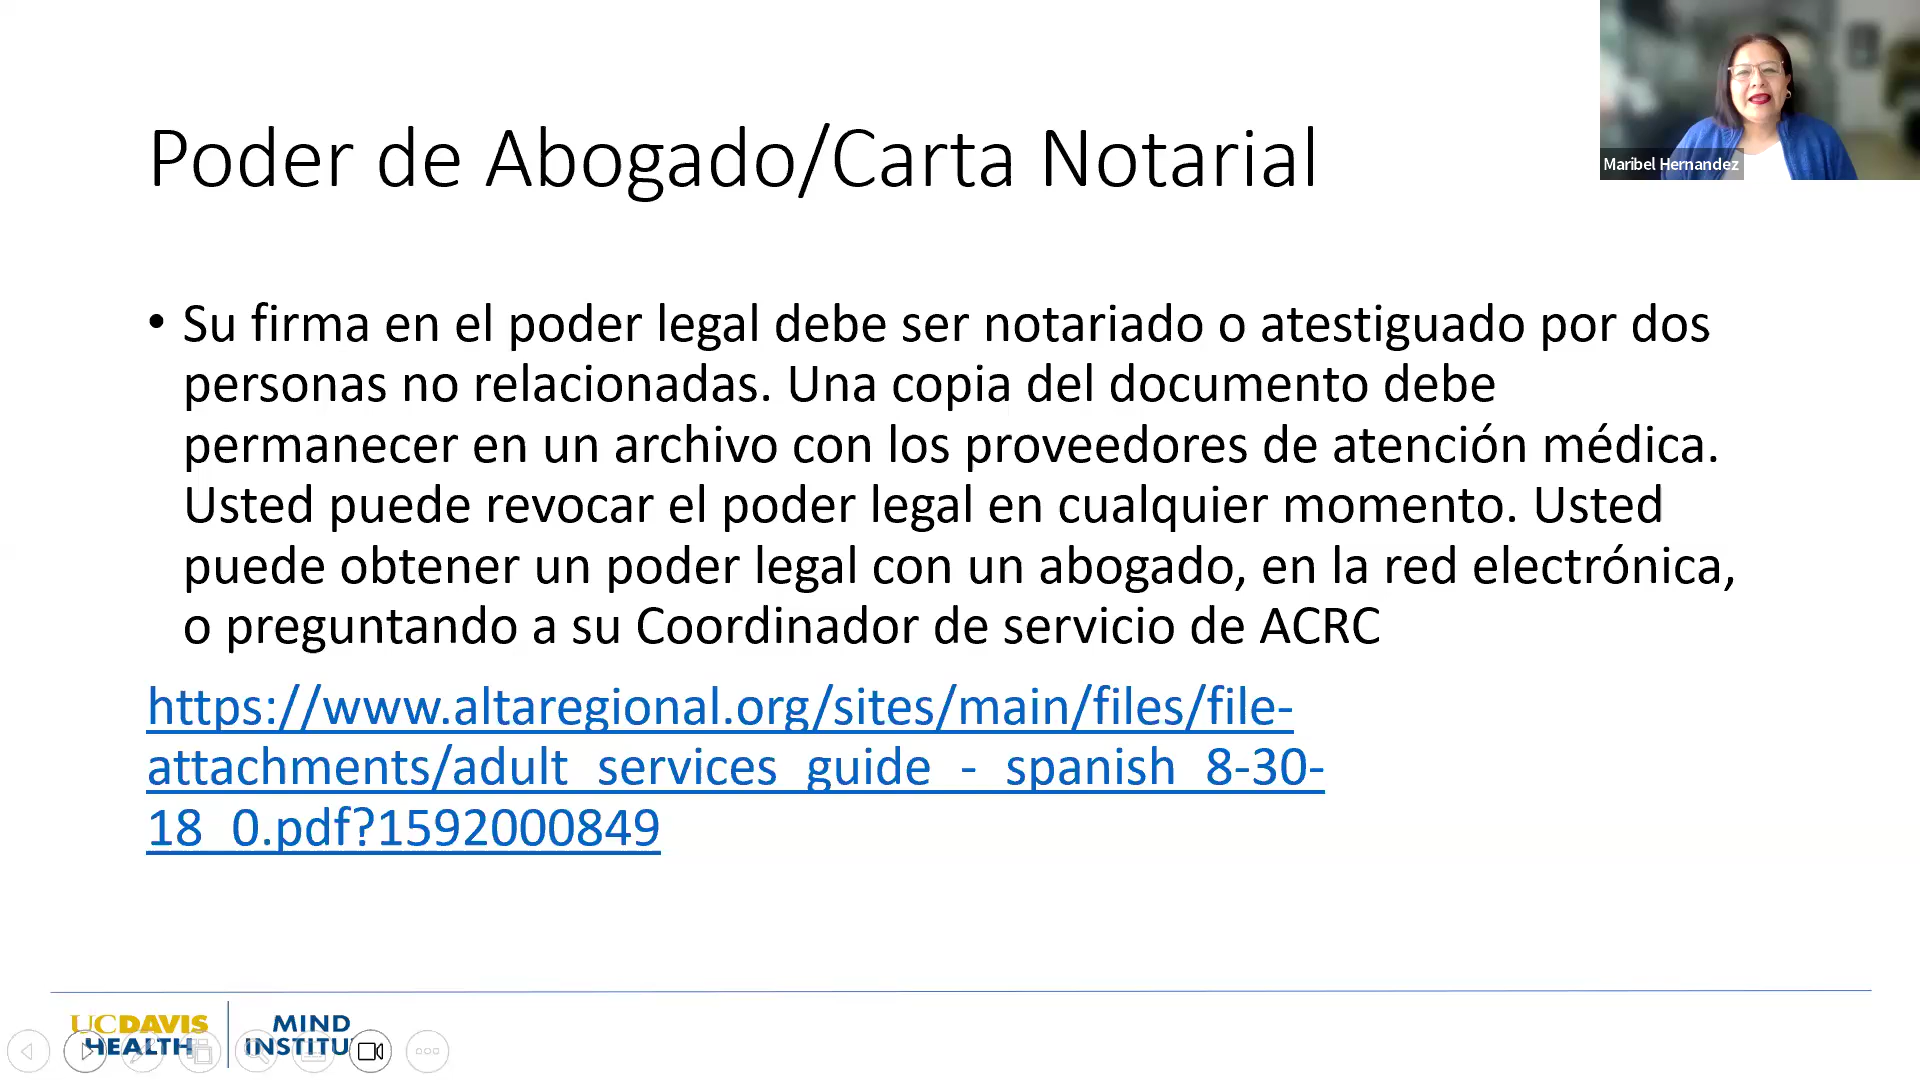 Poder de Abogado/Carta Notarial
Maribel Hernandez
• Su firma en el poder legal debe ser notariado o atestiguado por dos
personas no relacionadas. Una copia del documento debe
permanecer en un archivo con los proveedores de atención médica.
Usted puede revocar el poder legal en cualquier momento. Usted
puede obtener un poder legal con un abogado, en la red electrónica,
o preguntando a su Coordinador de servicio de ACRC
https://www.altaregional.org/sites/main/files/file-
attachments/adult_services_guide_-_spanish_8-30-
18_0.pdf?1592000849
UCDAVIS
HEALTH
MIND